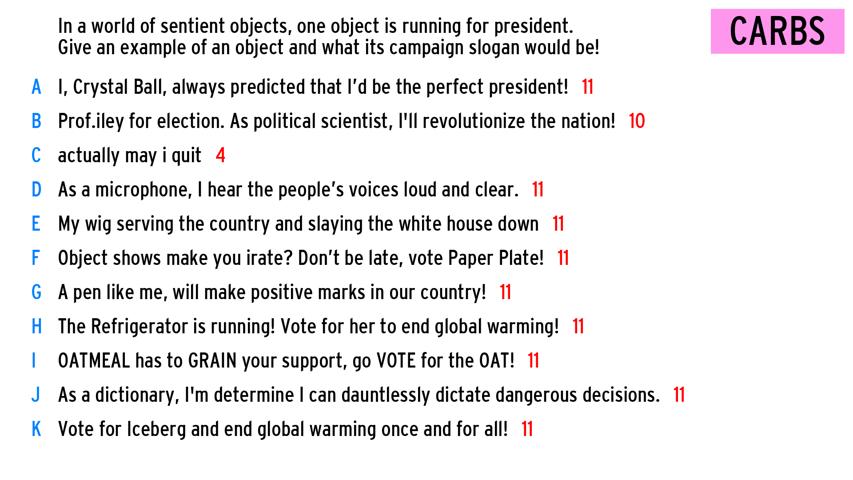 In a world of sentient objects, one object is running for president.
Give an example of an object and what its campaign slogan would be!
CARBS
A I, Crystal Ball, always predicted that I'd be the perfect president! 11
B Prof.iley for election. As political scientist, I'll revolutionize the nation! 10
C actually may i quit 4
D As a microphone, I hear the people's voices loud and clear. 11
E My wig serving the country and slaying the white house down 11
F Object shows make you irate? Don't be late, vote Paper Plate! 11
G A pen like me, will make positive marks in our country! 11
H The Refrigerator is running! Vote for her to end global warming! 11
I OATMEAL has to GRAIN your support, go VOTE for the OAT! 11
J As a dictionary, I'm determine I can dauntlessly dictate dangerous decisions. 11
K Vote for Iceberg and end global warming once and for all! 11